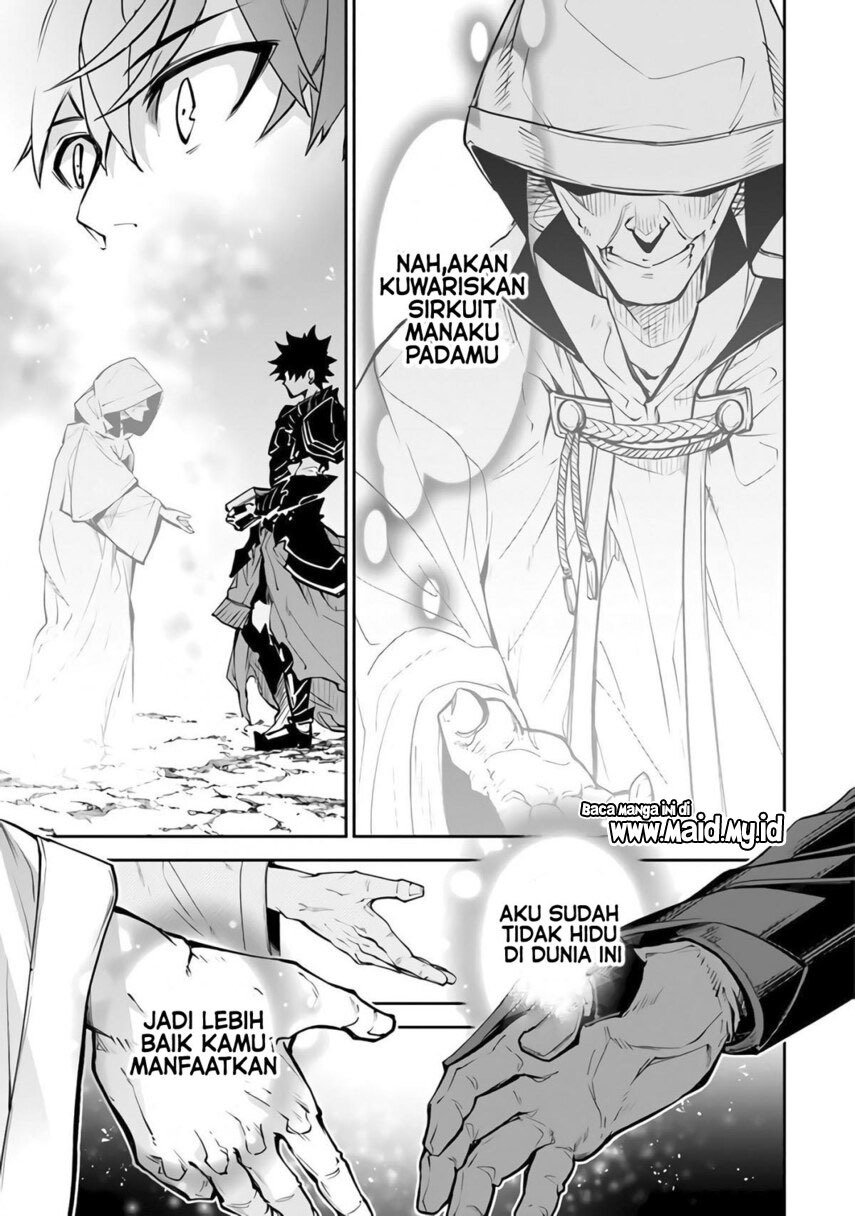 NAH,AKAN
KUWARISKAN
SIRKUIT
MANAKU
PADAMU
Baca Manga ini di
www.Maid.my.id
AKU SUDAH
TIDAK HIDU
DI DUNIA INI
JADI LEBIH
BAIK KAMU
MANFAATKAN